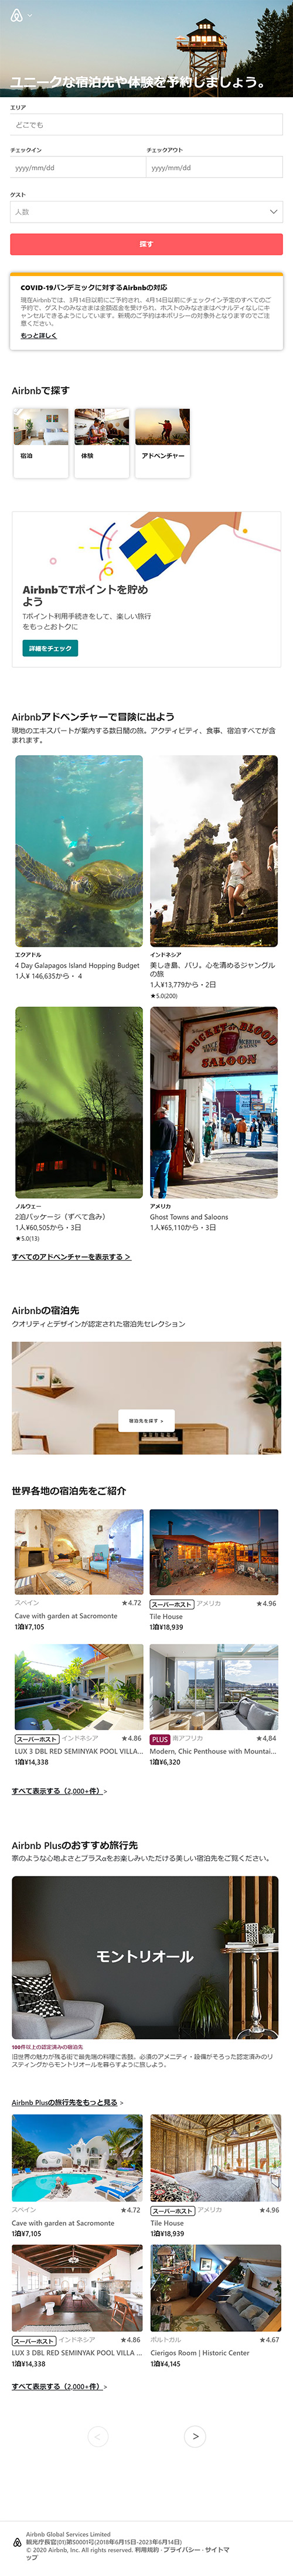 ユニークな宿泊先や体験を予約しましょう。
エリア
どこでも
チェックイン
チェックアウト
yyyy/mm/dd
yyyy/mm/dd
ゲスト
人数
探す
COVID-19パンデミックに対するAirbnbの対応
現在Airbnbでは、3月14日以前にご予約され、4月14日以前にチェックイン予定のすべてのご
予約で、ゲストのみなさまは全額返金を受けられ、ホストのみなさまはペナルティなしにキ
ャンセルできるようにしています。新規のご予約は本ポリシーの対象外となりますのでご注
意ください。
もっと詳しく
Airbnbで探す
宿泊
体験
アドベンチャー
AirbnbでTポイントを貯め
よう
Tポイント利用手続きをして、楽しい旅行
をもっとおトクに
詳細をチェック
Airbnbアドベンチャーで冒険に出よう
現地のエキスパートが案内する数日間の旅。アクティビティ、食事、宿泊すべてが含
まれます。
エクアドル
4 Day Galapagos Island Hopping Budget
1人¥ 146,635から・ 4
インドネシア
美しき島、バリ。心を清めるジャングル
の旅
1人¥13,779から・2日
★5.0(200)
BUCKET of BLOOD
SALOON
ノルウェー
2泊パッケージ（すべて含み）
1人¥60,505から・3日
★5.0(13)
アメリカ
Ghost Towns and Saloons
1人¥65,110から・3日
すべてのアドベンチャーを表示する >
Airbnbの宿泊先
クオリティとデザインが認定された宿泊先セレクション
宿泊先を探す >
世界各地の宿泊先をご紹介
スペイン ★4.72
Cave with garden at Sacromonte
1泊¥7,105
スーパーホスト アメリカ ★4.96
Tile House
1泊¥18,939
スーパーホスト インドネシア ★4.86
LUX 3 DBL RED SEMINYAK POOL VILLA...
1泊¥14,338
PLUS 南アフリカ ★4,84
Modern, Chic Penthouse with Mountai...
1泊¥6,320
すべて表示する（2,000+件）>
Airbnb Plusのおすすめ旅行先
家のような心地よさとプラスαをお楽しみいただける美しい宿泊先をご覧ください。
モントリオール
100件以上の認定済みの宿泊先
旧世界の魅力が残る街で最先端の料理に舌鼓。必須のアメニティ・設備がそろった認定済みのリ
スティングからモントリオールを暮らすように旅しよう。
Airbnb Plusの旅行先をもっと見る >
スペイン ★4.72
Cave with garden at Sacromonte
1泊¥7,105
スーパーホスト アメリカ ★4.96
Tile House
1泊¥18,939
スーパーホスト インドネシア ★4.86
LUX 3 DBL RED SEMINYAK POOL VILLA ...
1泊¥14,338
ポルトガル ★4.67
Cierigos Room | Historic Center
1泊¥4,145
すべて表示する（2,000+件）>
<
>
Airbnb Global Services Limited
観光庁長官(01)第S0001号(2018年6月15日-2023年6月14日)
© 2020 Airbnb, Inc. All rights reserved. 利用規約 · プライバシー · サイトマ
ップ